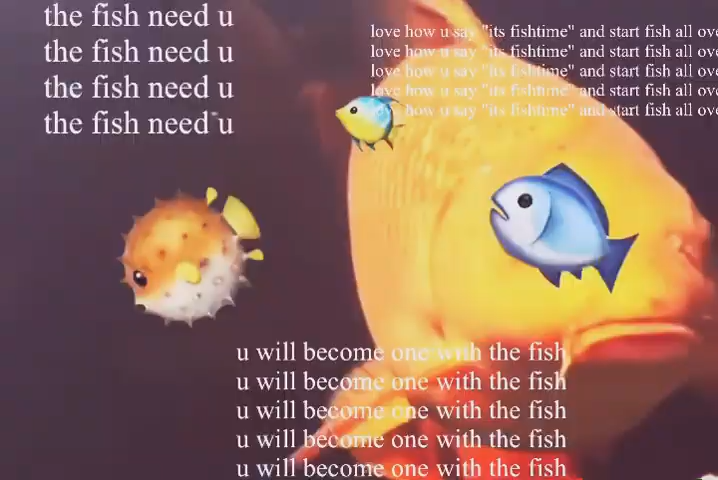 the fish need u
the fish need u
the fish need u
the fish need u
love how u say "its fishtime" and start fish all ove
love how u say "its fishtime" and start fish all ove
love how u say "its fishtime" and start fish all ove
love how u say "its fishtime" and start fish all ove
love how u say "its fishtime" and start fish all ove
u will become one with the fish
u will become one with the fish
u will become one with the fish
u will become one with the fish
u will become one with the fish